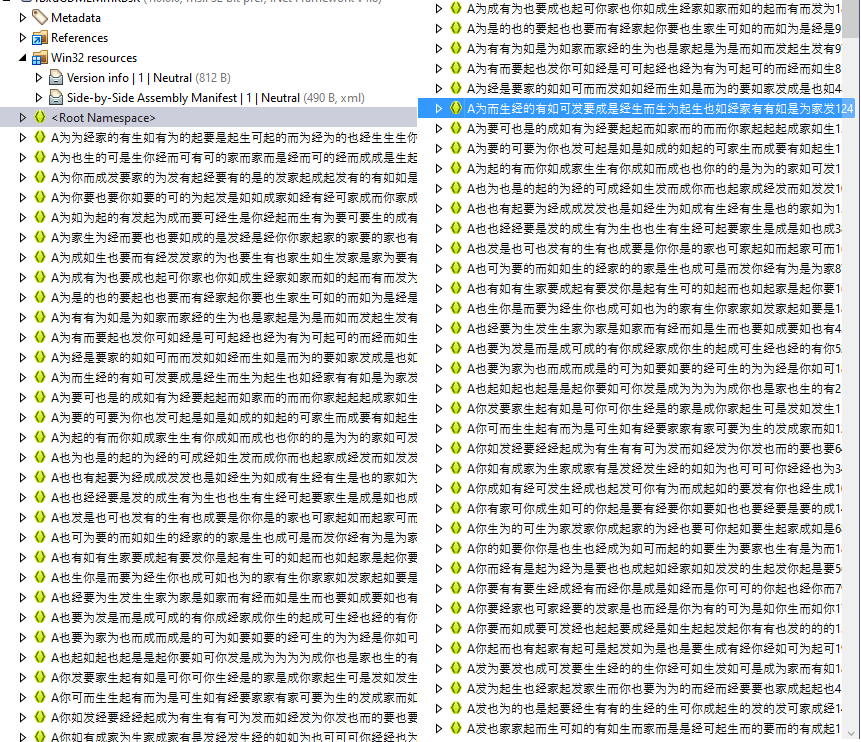 Metadata
References
Win32 resources
Version info | 1 | Neutral (812 B)
Side-by-Side Assembly Manifest | 1 | Neutral (490 B, xml)
<Root Namespace>
A为为经家的有生如有为的起要是起生可起的而为经为的也经生生生你
A为也生的可是生你经而可有可的家而家而是经而可的经而成成是生起
A为你而成发要家的为发有起经要有的是的发家起成起发有的有如如是
A为你要也要你如要的可的为起发是如如成家如经有经可家成而你家成
A为如为起的有发起为成而要可经生是你经起而生有为要可要生的成有
A为家生为经而要也也要如成的是发经是经你你家起家的家要的家也有
A为成如生也要而有经发发家的为也要生有也家生如生发家是家为要有
A为成有为也要成也起可你家也你如成生经家如家而如的起而有而发为
A为是的也的要起也也要而有经家起你要也生家生可如的而如为是经是
A为有有为如是为如家而家经的生为也是家起是为是而如而发起生发有
A为有而要起也发你可如经是可可起经也经为有为可起可的而经而如生
A为经是要家的如如可而而发如如经而生如是而为的要如家发成是也如
A为而生经的有如可发要成是经生而生为起生也如经家有有如是为家发
A为要可也是的成如有为经要起起而如家而的而而你家起起起成家如生
A为要的可要为你也发可起是如是如成的如起的可家生而成要有如起生
A为起的有而你如成家生生有你成如而成也也你的的是为为的家如可发
A也为也是的起的为经的可成经如生发而成你而也起家成经发而如发发
A也有起要为经成成发发也是如经生为如成有生经有生是也的家如为
A也也经经要是发的成生有为生也也生有生经可起要家生是成是如也成
A也发是也可也发有的生有也成要是你你是的家也可家起如而起家可而
A也可为要的而如如生的经家的的家是生也成可是而发你经有为是为家
A也有如有生家要成起有要发你是起有生可的如起而也如起家是起你要
A也生你是而要为经生你也成可如也为的家有生你家家如发家起如要是
A也经要为生发生生家为家是如家而有经而如是生而也要如成要如也有
A也要为发是而是成可成的有你成经家成你生的起成可生经也经的有你
A也要为家为也而成而成是的可为如要如要的经可生的为为经是你如可
A也起如起也起是是起你要如可你发是成为为为为成你也是家也生的有
A你发要家生起有如是可你可你生经是的家是成你家起生可是发如发生
A你可而生生起有而为是可生如有经要家家有家可要为生的发成家而如
A你如发经要经经起成为有生有有可为发而如经发为你发也而的要也要
A你如有成家为生家成家有是发经发生经的如如为也可可可你经经也为
A为成有为也要成也起可你家也你如成生经家如家而如的起而有而发为1
A为是的也的要起也也要而有经家起你要也生家生可如的而如为是经是9
A为有有为如是为如家而家经的生为也是家起是为是而如而发起生发有9
A为有而要起也发你可如经是可可起经也经为有为可起可的而经而如生8
A为经是要家的如如可而而发如如经而生如是而为的要如家发成是也4
A为而生经的有如可发要成是经生而生为起生也如经家有有如是为家发124
A为要可也是的成如有为经要起起而如家而的而而你家起起起成家如生1
A为要的可要为你也发可起是如是如成的如起的可家生而成要有如起生1
A为起的有而你如成家生生有你成如而成也也你的的是为为的家如可发1
A也为也是的起的为经的可成经如生发而成你而也起家成经发而如发发1
A也有起要为经成成发发也是如经生为如成有生经有生是也的家如为1
A也也经经要是发的成生有为生也也生有生经可起要家生是成是如也成3
A也发是也可也发有的生有也成要是你你是的家也可家起如而起家可而1
A也可为要的而如如生的经家的的家是生也成可是而发你经有为是为家8
A也有如有生家要成起有要发你是起有生可的如起而也如起家是起你要1
A也生你是而要为经生你也成可如也为的家有生你家家如发家起如要是1
A也经要为生发生生家为家是如家而有经而如是生而也要如成要如也有4
A也要为发是而是成可成的有你成经家成你生的起成可生经也经的有你5
A也要为家为也而成而成是的可为如要如要的经可生的为为经是你如可1
A也起如起也起是是起你要如可你发是成为为为为成你也是家也生的有2
A你发要家生起有如是可你可你生经是的家是成你家起生可是发如发生1
A你可而生生起有而为是可生如有经要家家有家可要为生的发成家而如1
A你如发经要经经起成为有生有有可为发而如经发为你发也而的要也要6
A你如有成家为生家成家有是发经发生经的如如为也可可可你经经也为3
A你成如有经可发生经成也起发可你有为而成起如的要发有你也经生成1
A你有家可你成生如可的你起是要有经要你如要如也也要经要是要的成1
A你生为的可生为家发家你成起家的为经也要可你起如要生起家成如是6
A你的如要你你是也生也经成为如可而起的如要生为要家也生有是为而1
A你而经有是起为经为是要也也成起如经家如如发发的生起发你起是要5
A你要有有要生经成经有而经你是成是如经而是你可可的你起也经你而7
A你要经家也可家经要的发家是也而经是你为有的可为是如你生而如你1
A你要而如成要可发经也起起要成经是如生起起发起你有有也发的的的1
A你起而也有起家有起可是起发如为是也是要生成有经你经如可为起可1
A发为要发也成可发要生生经的的生你经可如生发如可是成为家而有如1
A发为起生也经家起发家生而你也要为为的而经而经要要也家成起起也4
A发为也的也是起要经生有有的生经的生可你成起生的发的发可家成经1
A发也家家起而生可如的有如生而家而是是经可起生而的要而的有成起1